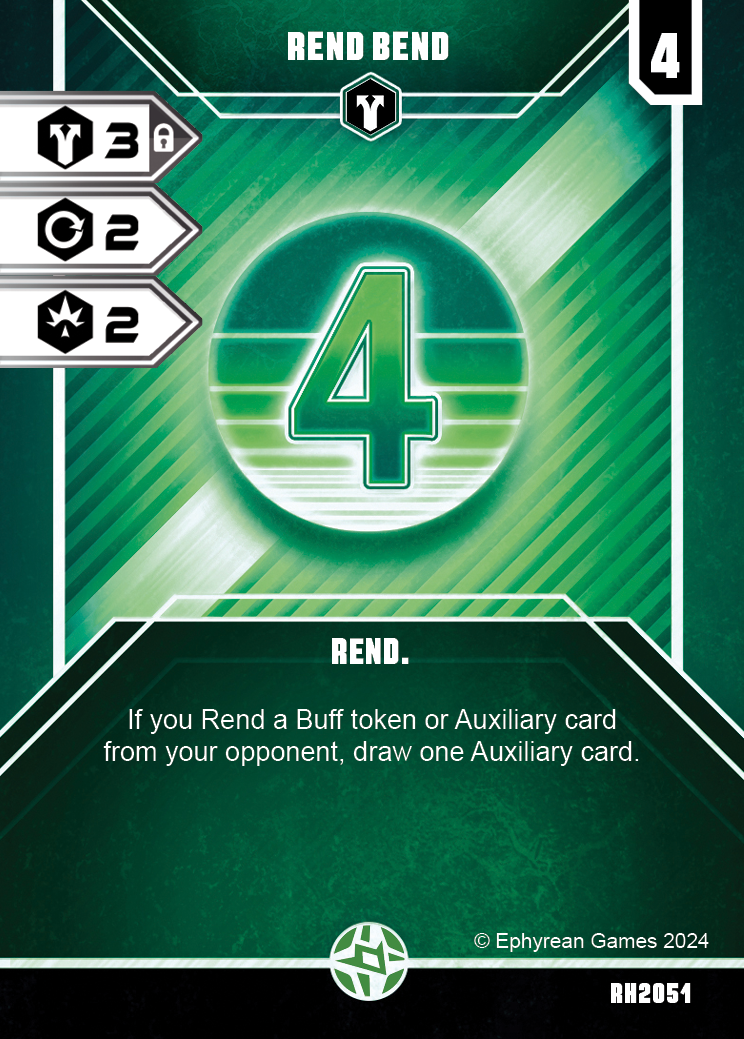 REND BEND
4
3
2
2
4
REND.
If you Rend a Buff token or Auxiliary card
from your opponent, draw one Auxiliary card.
© Ephyrean Games 2024
RH2051